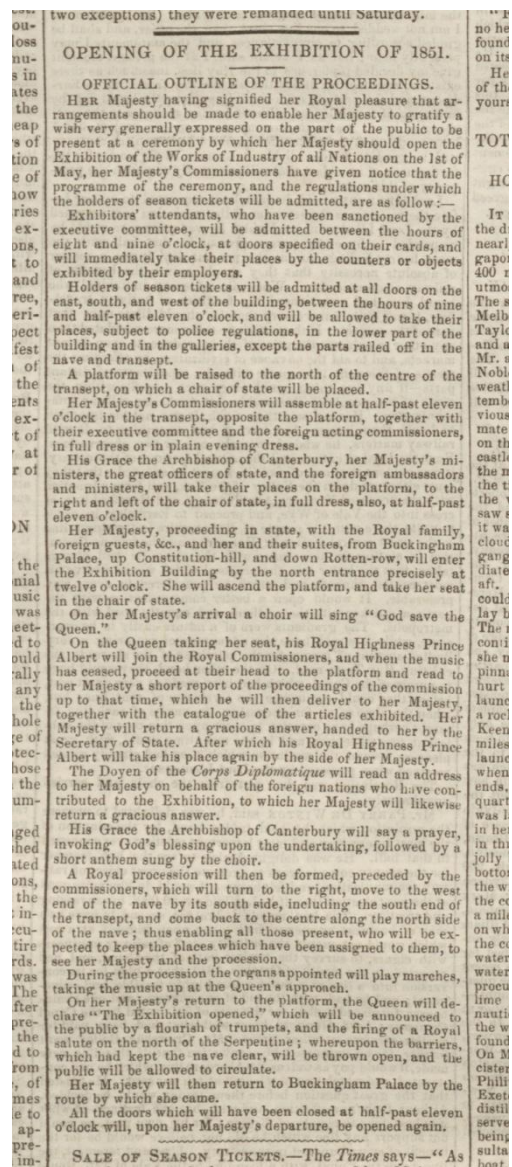 two exceptions) they were remanded until Saturday.
OPENING OF THE EXHIBITION OF 1851.
OFFICIAL OUTLINE OF THE PROCEEDINGS.
HER Majesty having signified her Royal pleasure that ar-
rangements should be made to enable her Majesty to gratify a
wish very generally expressed on the part of the public to be
present at a ceremony by which her Majesty should open the
Exhibition of the Works of Industry of all Nations on the 1st of
May, her Majesty's Commissioners have given notice that the
programme of the ceremony, and the regulations under which
the holders of season tickets will be admitted, are as follow:—
Exhibitors' attendants, who have been sanctioned by the
executive committee, will be admitted between the hours of
eight and nine o'clock, at doors specified on their cards, and
will immediately take their places by the counters or objects
exhibited by their employers.
Holders of season tickets will be admitted at all doors on the
east, south, and west of the building, between the hours of nine
and half-past eleven o'clock, and will be allowed to take their
places, subject to police regulations, in the lower part of the
building and in the galleries, except the parts railed off in the
nave and transept.
A platform will be raised to the north of the centre of the
transept, on which a chair of state will be placed.
Her Majesty's Commissioners will assemble at half-past eleven
o'clock in the transept, opposite the platform, together with
their executive committee and the foreign acting commissioners,
in full dress or in plain evening dress.
His Grace the Archbishop of Canterbury, her Majesty's mi-
nisters, the great officers of state, and the foreign ambassadors
and ministers, will take their places on the platform, to the
right and left of the chair of state, in full dress, also, at half-past
eleven o'clock.
Her Majesty, proceeding in state, with the Royal family,
foreign guests, &c., and her and their suites, from Buckingham
Palace, up Constitution-hill, and down Rotten-row, will enter
the Exhibition Building by the north entrance precisely at
twelve o'clock. She will ascend the platform, and take her seat
in the chair of state.
On her Majesty's arrival a choir will sing "God save the
Queen."
On the Queen taking her seat, his Royal Highness Prince
Albert will join the Royal Commissioners, and when the music
has ceased, proceed at their head to the platform and read to
her Majesty a short report of the proceedings of the commission
up to that time, which he will then deliver to her Majesty,
together with the catalogue of the articles exhibited. Her
Majesty will return a gracious answer, handed to her by the
Secretary of State. After which his Royal Highness Prince
Albert will take his place again by the side of her Majesty.
The Doyen of the Corps Diplomatique will read an address
to her Majesty on behalf of the foreign nations who have con-
tributed to the Exhibition, to which her Majesty will likewise
return a gracious answer.
His Grace the Archbishop of Canterbury will say a prayer,
invoking God's blessing upon the undertaking, followed by a
short anthem sung by the choir.
A Royal procession will then be formed, preceded by the
commissioners, which will turn to the right, move to the west
end of the nave by its south side, including the south end of
the transept, and come back to the centre along the north side
of the nave; thus enabling all those present, who will be ex-
pected to keep the places which have been assigned to them, to
see her Majesty and the procession.
During the procession the organs appointed will play marches,
taking the music up at the Queen's approach.
On her Majesty's return to the platform, the Queen will de-
clare "The Exhibition opened," which will be announced to
the public by a flourish of trumpets, and the firing of a Royal
salute on the north of the Serpentine; whereupon the barriers,
which had kept the nave clear, will be thrown open, and the
public will be allowed to circulate.
Her Majesty will then return to Buckingham Palace by the
route by which she came.
All the doors which will have been closed at half-past eleven
o'clock will, upon her Majesty's departure, be opened again.
SALE OF SEASON TICKETS.—The Times says—"As